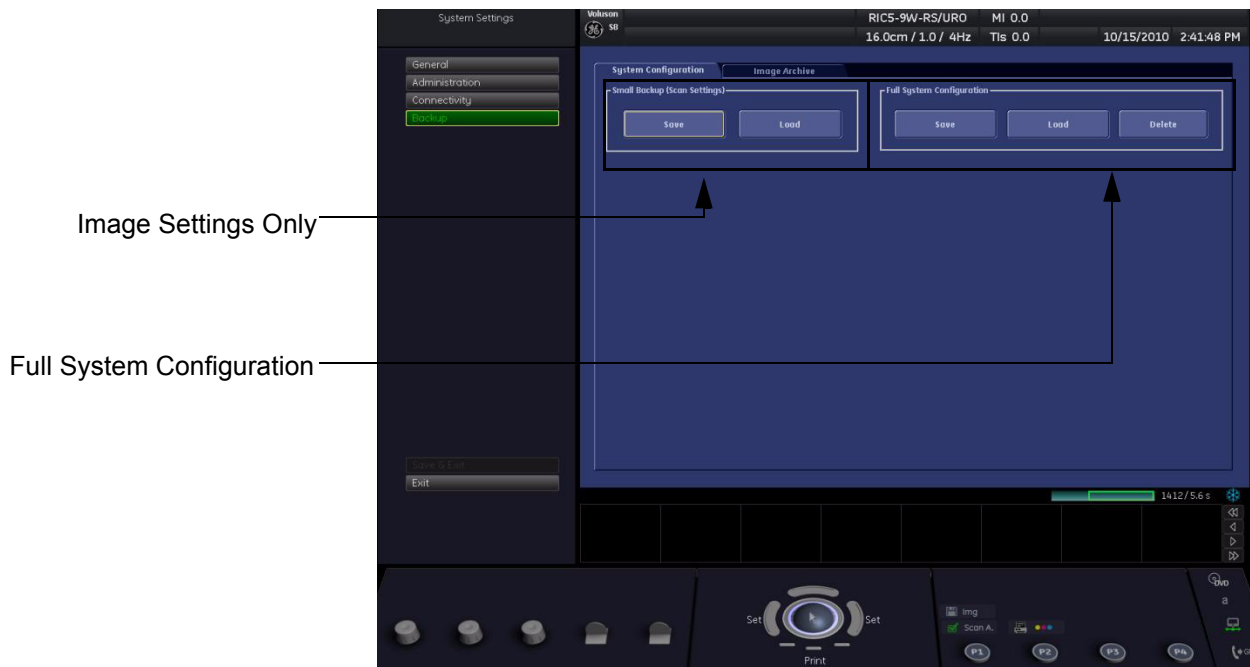 System Settings
Voluson
S8
RIC5-9W-RS/URO MI 0.0
16.0cm / 1.0 / 4Hz TIs 0.0 10/15/2010 2:41:48 PM
General
Administration
Connectivity
Backup
System Configuration Image Archive
Small Backup (Scan Settings) Full System Configuration
Save Load Save Load Delete
Image Settings Only
Full System Configuration
Save & Exit
Exit
1412/5.6 s
DVD
a
Img
Set Set
Scan A.
Print
P1 P2 P3 P4